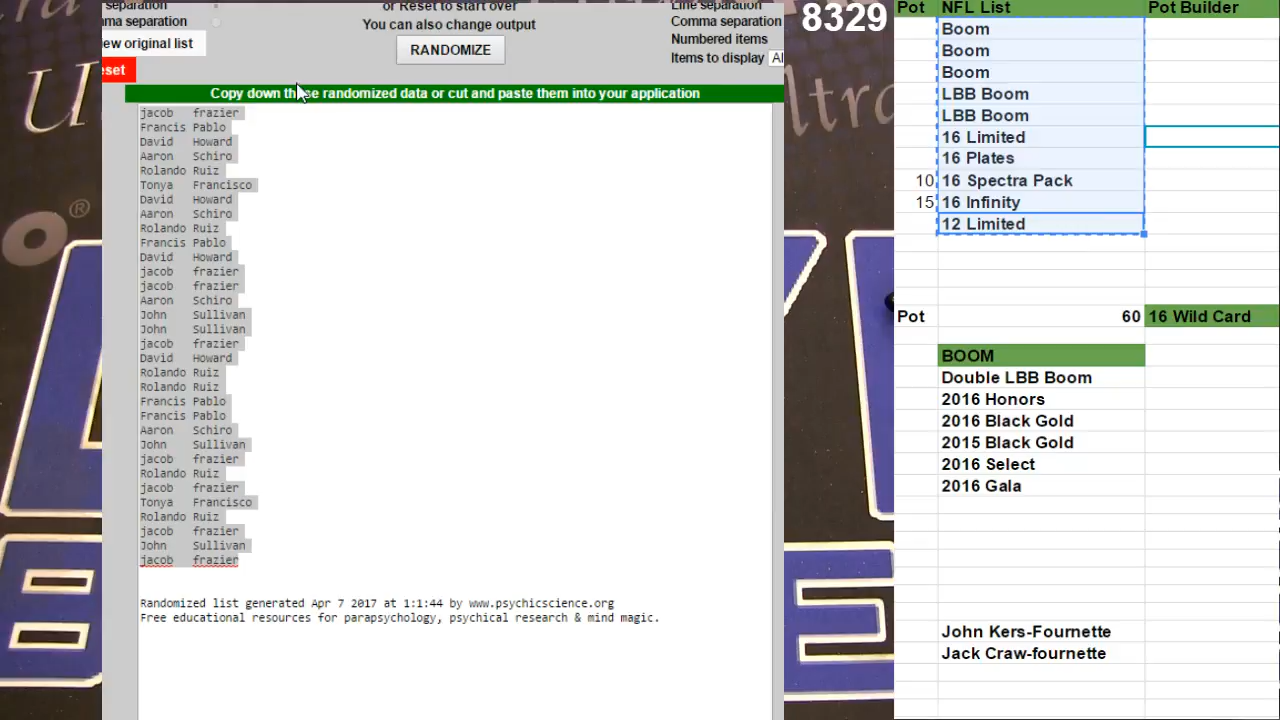 separation
mma separation
ew original list
set
or Reset to start over
You can also change output
RANDOMIZE
Line separation
Comma separation
Numbered items
Items to display
8329
Copy down these randomized data or cut and paste them into your application
jacob frazier
Francis Pablo
David Howard
Aaron Schiro
Rolando Ruiz
Tonya Francisco
David Howard
Aaron Schiro
Rolando Ruiz
Francis Pablo
David Howard
jacob frazier
jacob frazier
Aaron Schiro
John Sullivan
John Sullivan
jacob frazier
David Howard
Rolando Ruiz
Rolando Ruiz
Francis Pablo
Francis Pablo
Aaron Schiro
John Sullivan
jacob frazier
Rolando Ruiz
jacob frazier
Tonya Francisco
Rolando Ruiz
jacob frazier
John Sullivan
jacob frazier
Randomized list generated Apr 7 2017 at 1:1:44 by www.psychicscience.org
Free educational resources for parapsychology, psychical research & mind magic.
Pot NFL List Pot Builder
Boom
Boom
Boom
LBB Boom
LBB Boom
16 Limited
16 Plates
10 16 Spectra Pack
15 16 Infinity
12 Limited
Pot 60 16 Wild Card
BOOM
Double LBB Boom
2016 Honors
2016 Black Gold
2015 Black Gold
2016 Select
2016 Gala
John Kers-Fournette
Jack Craw-fournette